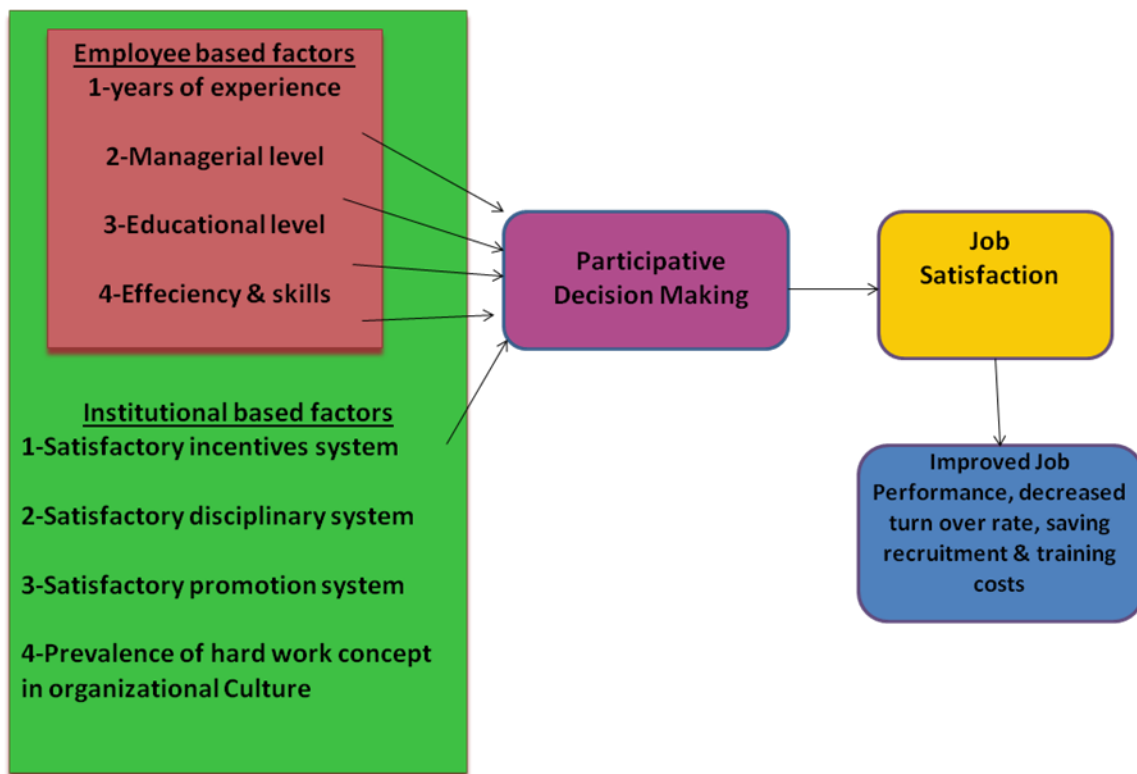 Employee based factors
1-years of experience
2-Managerial level
3-Educational level
4-Effeciency & skills
Institutional based factors
1-Satisfactory incentives system
2-Satisfactory disciplinary system
3-Satisfactory promotion system
4-Prevalence of hard work concept
in organizational Culture
Participative
Decision Making
Job
Satisfaction
Improved Job
Performance, decreased
turn over rate, saving
recruitment & training
costs